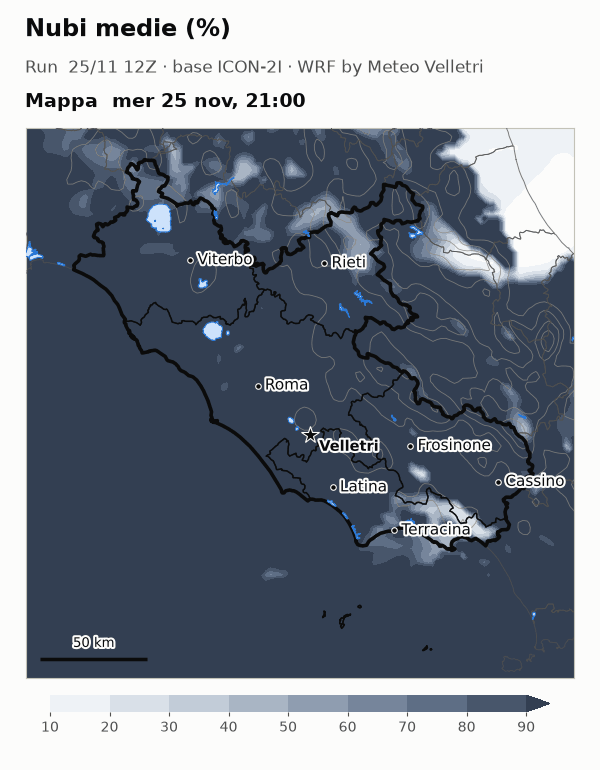 Nubi medie (%)
Run  25/11 12Z · base ICON-2I · WRF by Meteo Velletri
Mappa  mer 25 nov, 21:00
Viterbo
Rieti
Roma
Velletri
Frosinone
Cassino
Latina
Terracina
50 km
10 20 30 40 50 60 70 80 90